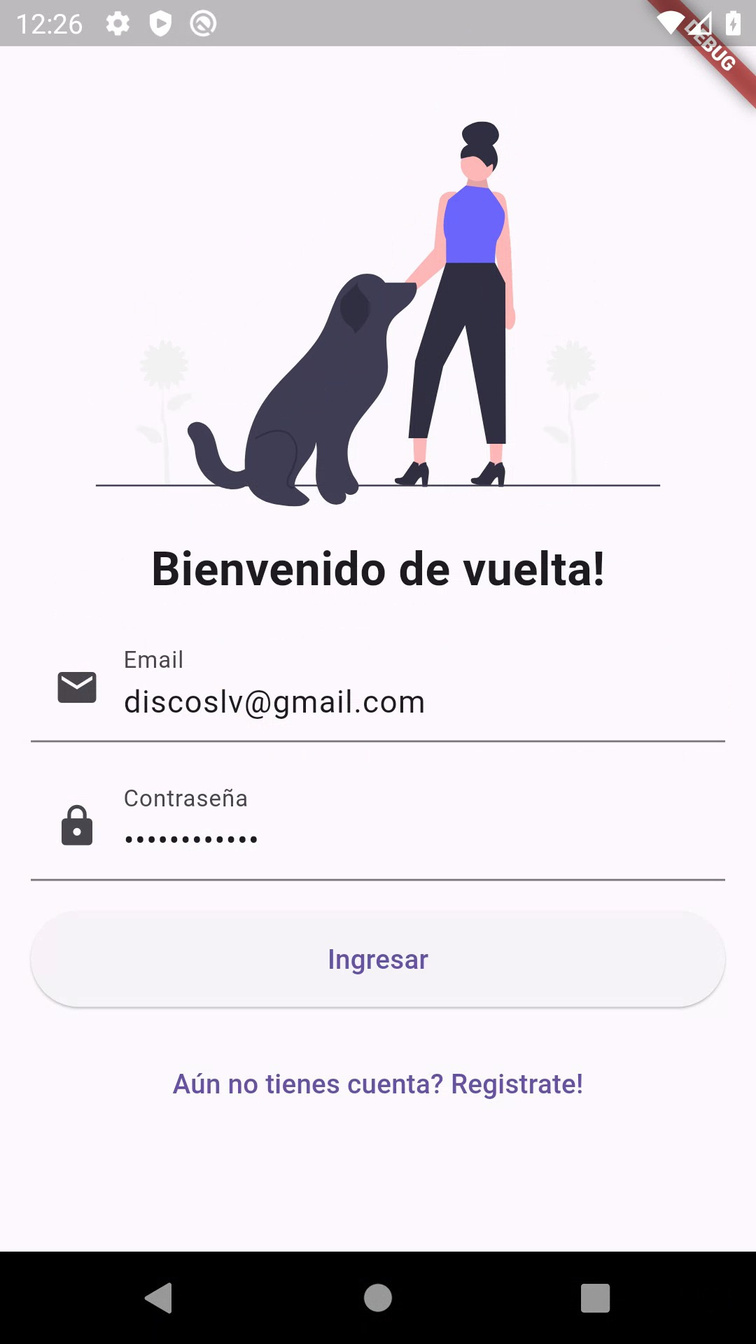 12:26
DEBUG
Bienvenido de vuelta!
Email
discoslv@gmail.com
Contraseña
••••••••••••
Ingresar
Aún no tienes cuenta? Registrate!